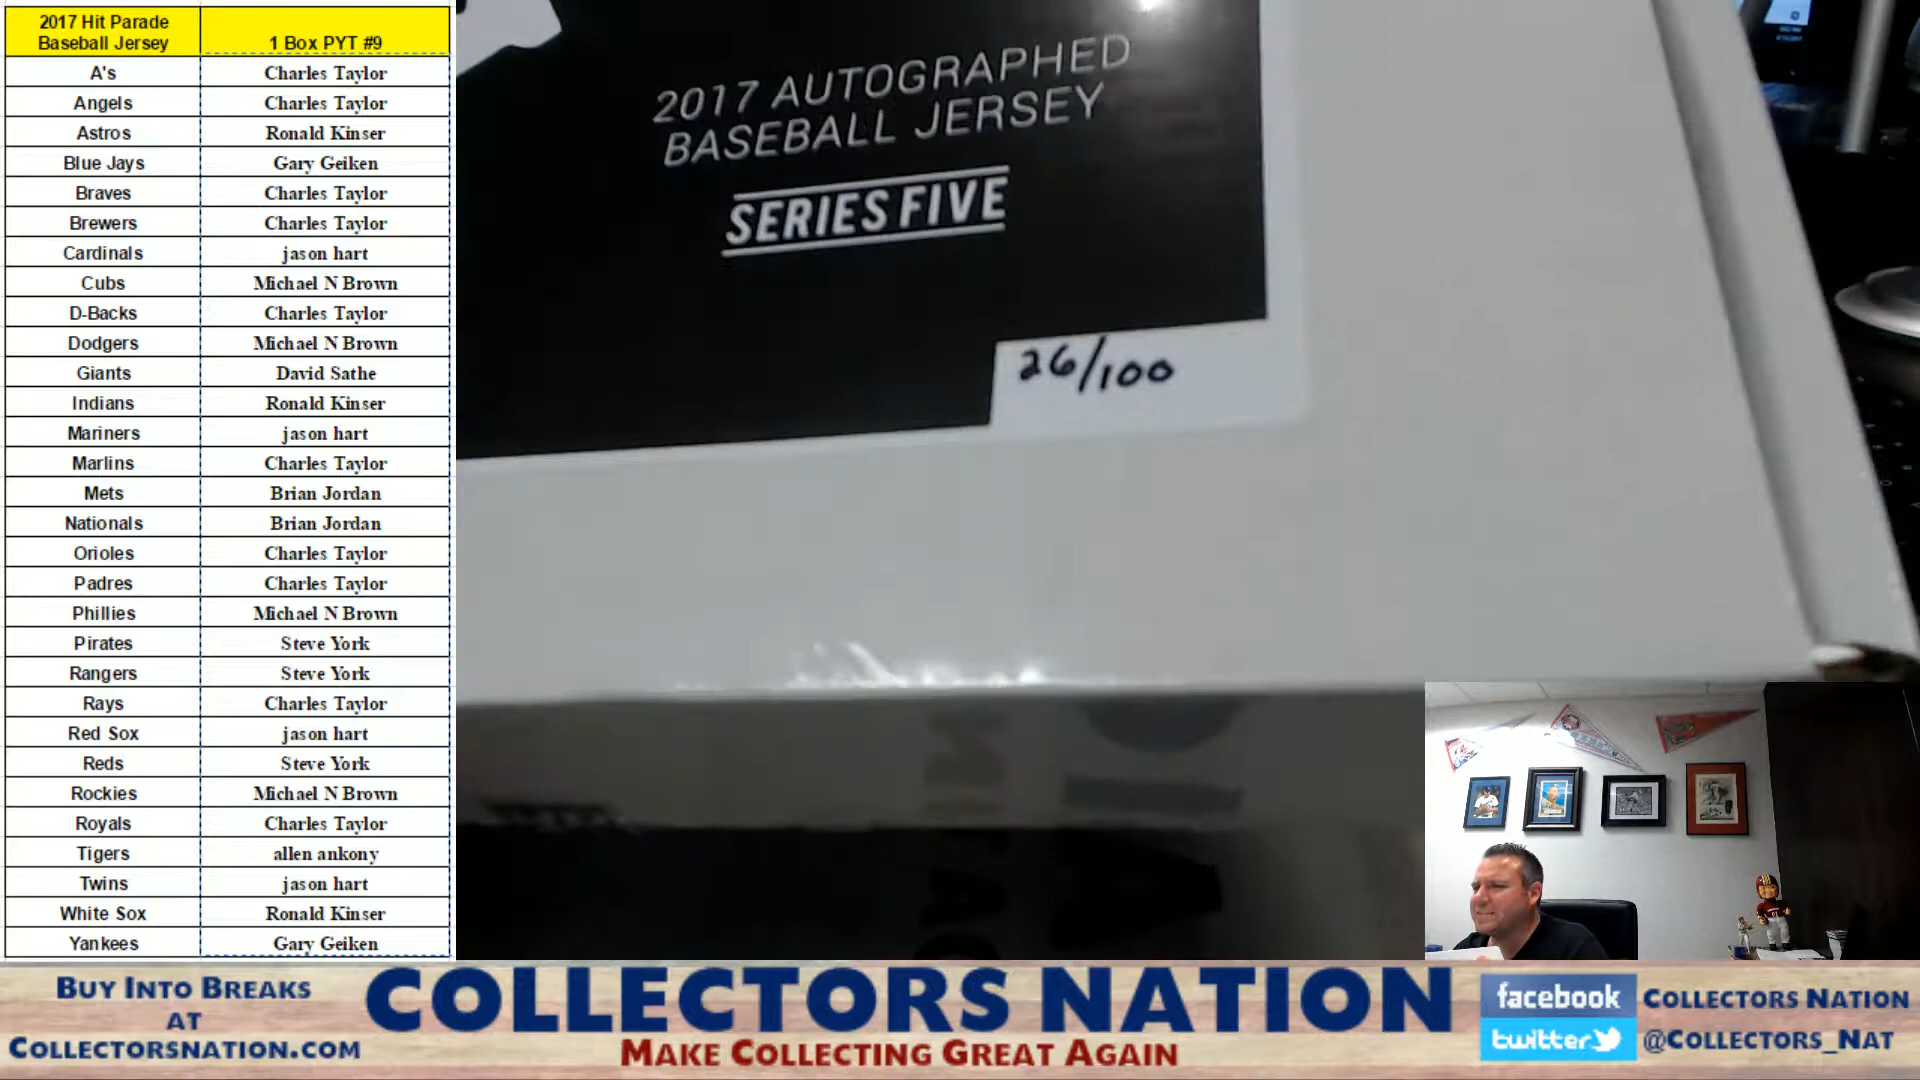 2017 Hit Parade
Baseball Jersey
1 Box PYT #9
A's Charles Taylor
Angels Charles Taylor
Astros Ronald Kinser
Blue Jays Gary Geiken
Braves Charles Taylor
Brewers Charles Taylor
Cardinals jason hart
Cubs Michael N Brown
D-Backs Charles Taylor
Dodgers Michael N Brown
Giants David Sathe
Indians Ronald Kinser
Mariners jason hart
Marlins Charles Taylor
Mets Brian Jordan
Nationals Brian Jordan
Orioles Charles Taylor
Padres Charles Taylor
Phillies Michael N Brown
Pirates Steve York
Rangers Steve York
Rays Charles Taylor
Red Sox jason hart
Reds Steve York
Rockies Michael N Brown
Royals Charles Taylor
Tigers allen ankony
Twins jason hart
White Sox Ronald Kinser
Yankees Gary Geiken
2017 AUTOGRAPHED
BASEBALL JERSEY
SERIES FIVE
26/100
BUY INTO BREAKS
AT
COLLECTORSNATION.COM
COLLECTORS NATION
MAKE COLLECTING GREAT AGAIN
facebook COLLECTORS NATION
twitter @COLLECTORS_NAT